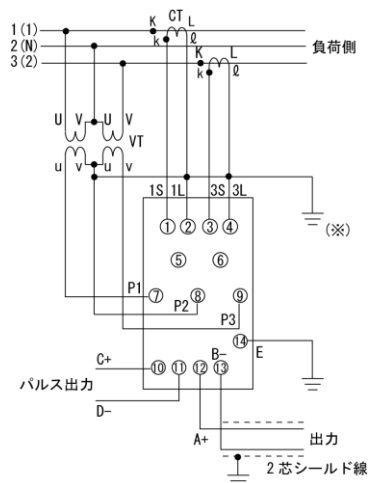 K CT L
1 (1)
2 (N)
3 (2)
k ℓ
K L
k ℓ
負荷側
U V U V
VT
u v u v
1S 1L 3S 3L
① ② ③ ④
(※)
⑤ ⑥
P1 ⑦ ⑧ ⑨
P2
P3
⑭ E
C+ B-
⑩ ⑪ ⑫ ⑬
パルス出力
D-
A+ 出力
2芯シールド線